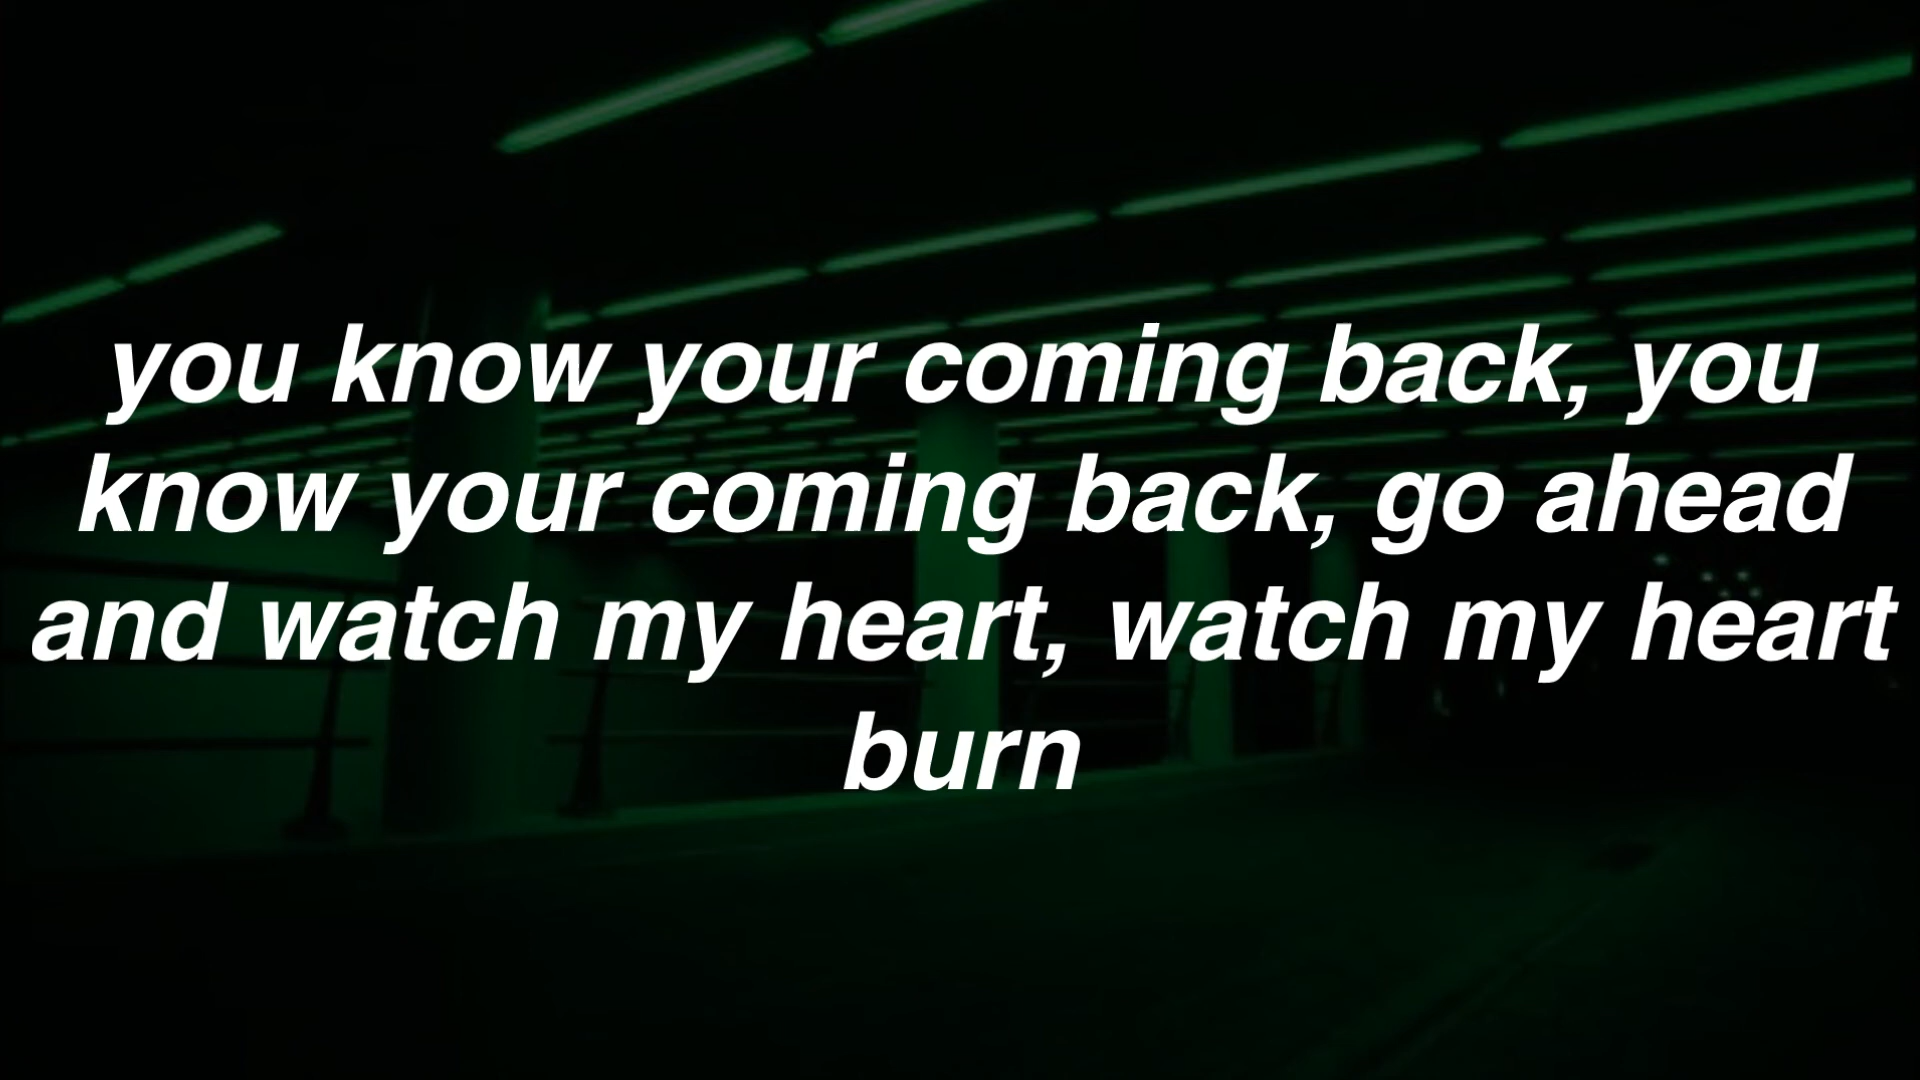 you know your coming back, you
know your coming back, go ahead
and watch my heart, watch my heart
burn